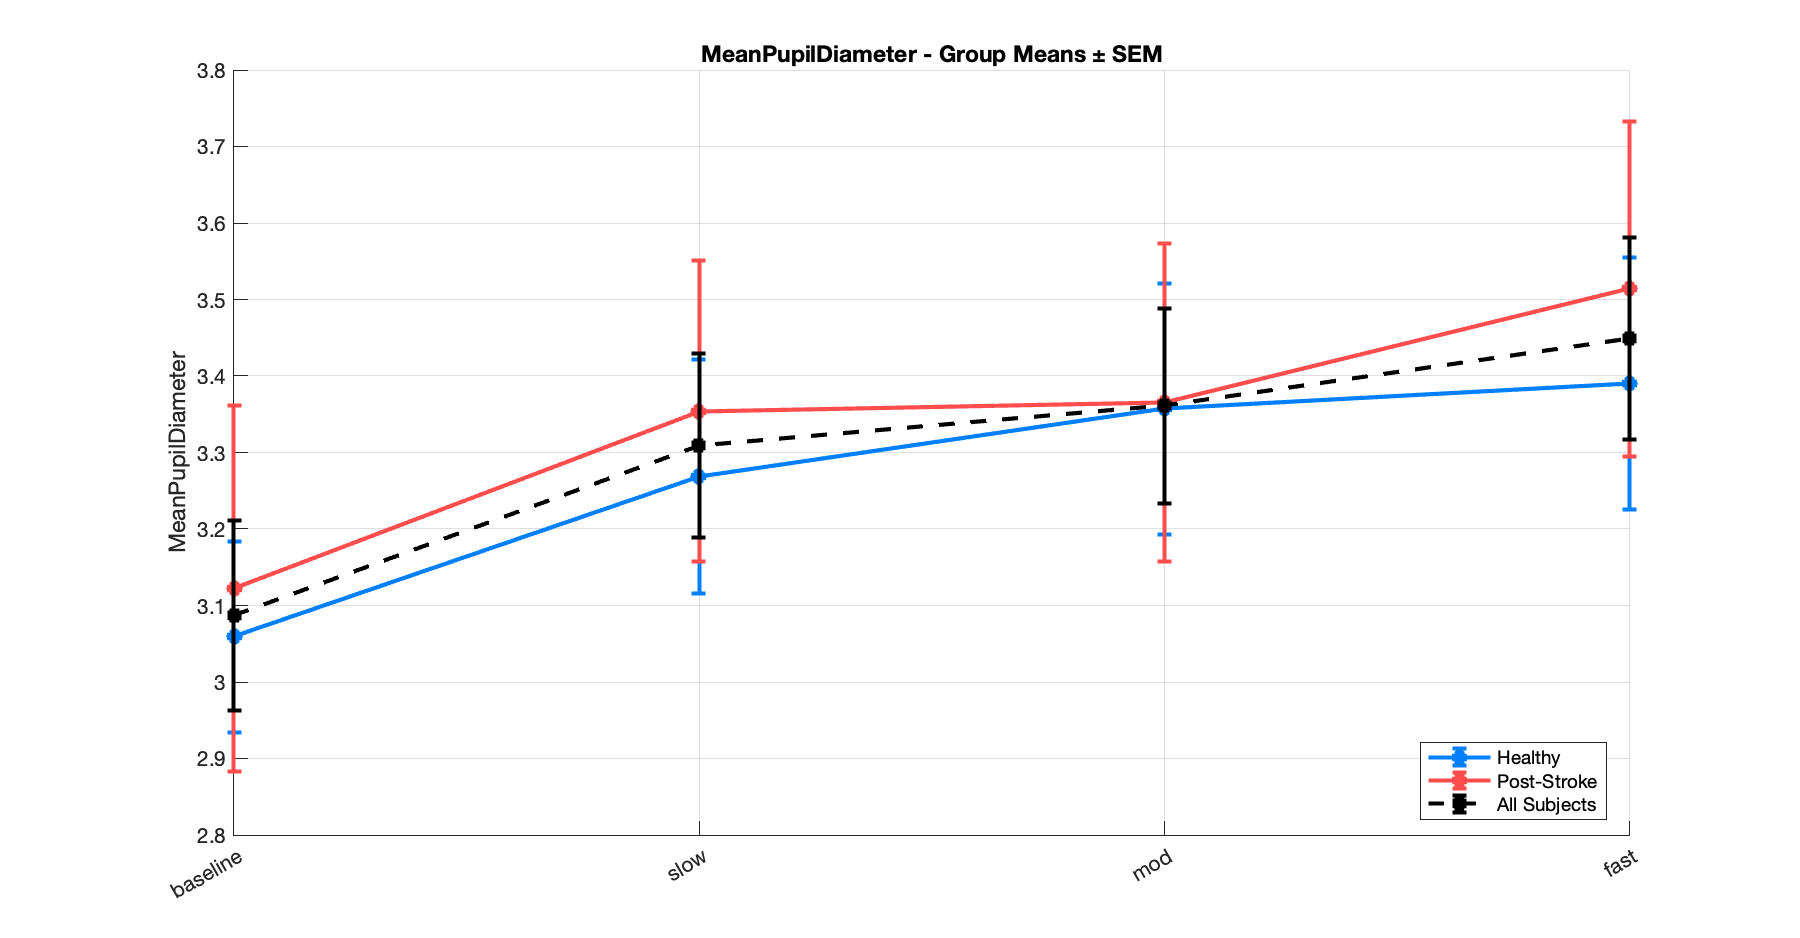 MeanPupilDiameter - Group Means ± SEM
3.8
3.7
3.6
3.5
3.4
3.3
3.2
3.1
3
2.9
2.8
MeanPupilDiameter
baseline
slow
mod
fast
Healthy
Post-Stroke
All Subjects